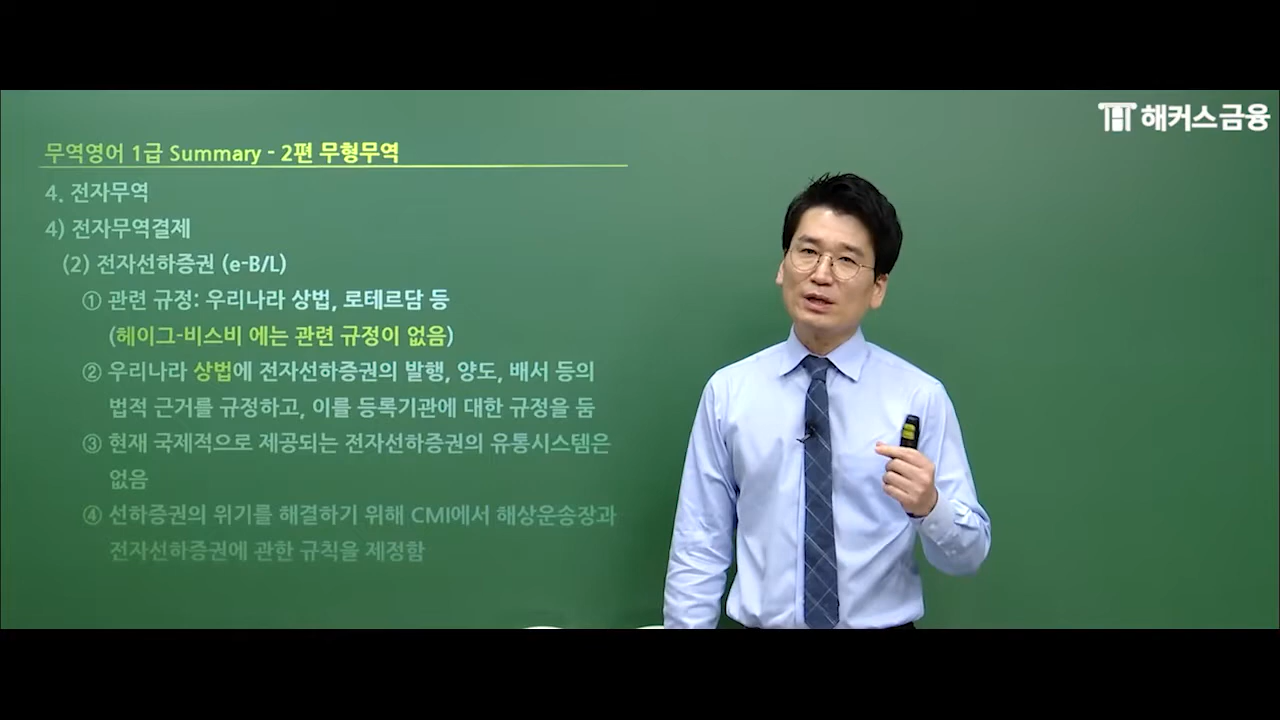 해커스금융
무역영어 1급 Summary - 2편 무형무역
4. 전자무역
4) 전자무역결제
(2) 전자선하증권 (e-B/L)
① 관련 규정: 우리나라 상법, 로테르담 등
(헤이그-비스비 에는 관련 규정이 없음)
② 우리나라 상법에 전자선하증권의 발행, 양도, 배서 등의
법적 근거를 규정하고, 이를 등록기관에 대한 규정을 둠
③ 현재 국제적으로 제공되는 전자선하증권의 유통시스템은
없음
④ 선하증권의 위기를 해결하기 위해 CMI에서 해상운송장과
전자선하증권에 관한 규칙을 제정함